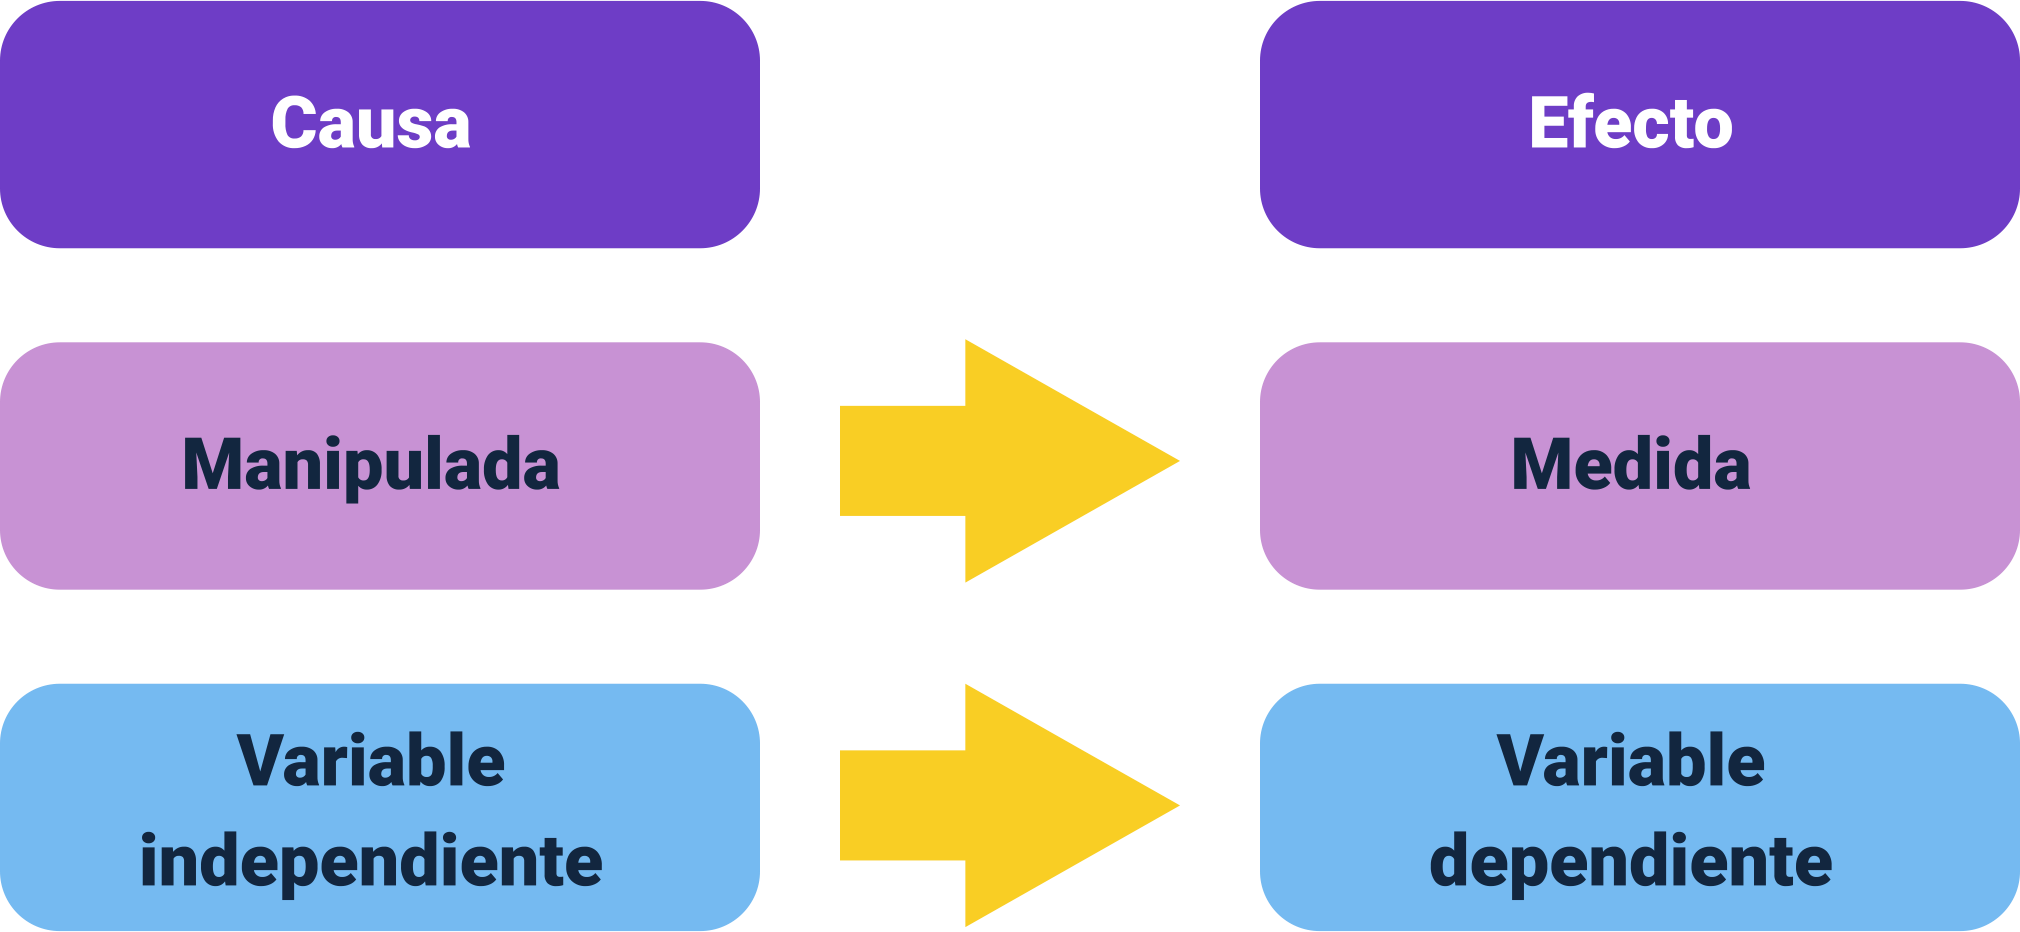 Causa
Efecto
Manipulada
Medida
Variable
independiente
Variable
dependiente